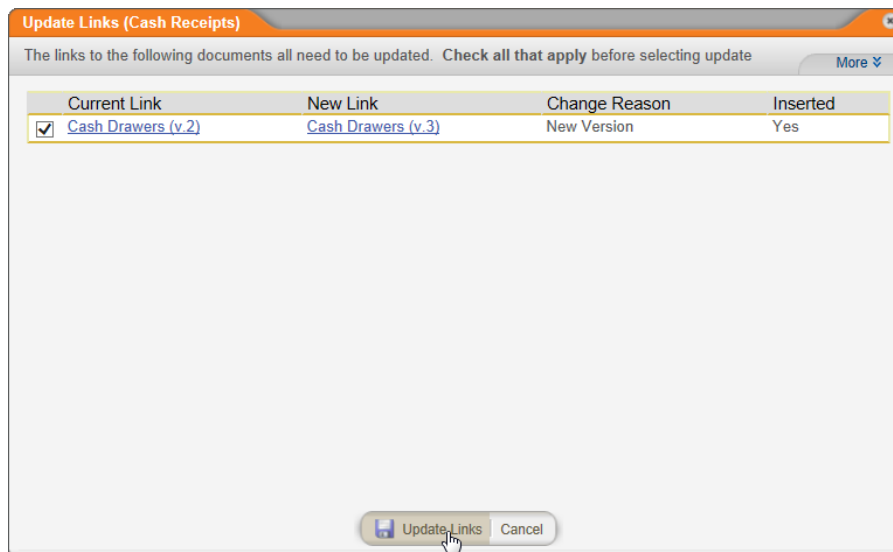 Update Links (Cash Receipts)
The links to the following documents all need to be updated. Check all that apply before selecting update
More
Current Link New Link Change Reason Inserted
Cash Drawers (v.2) Cash Drawers (v.3) New Version Yes
Update Links Cancel